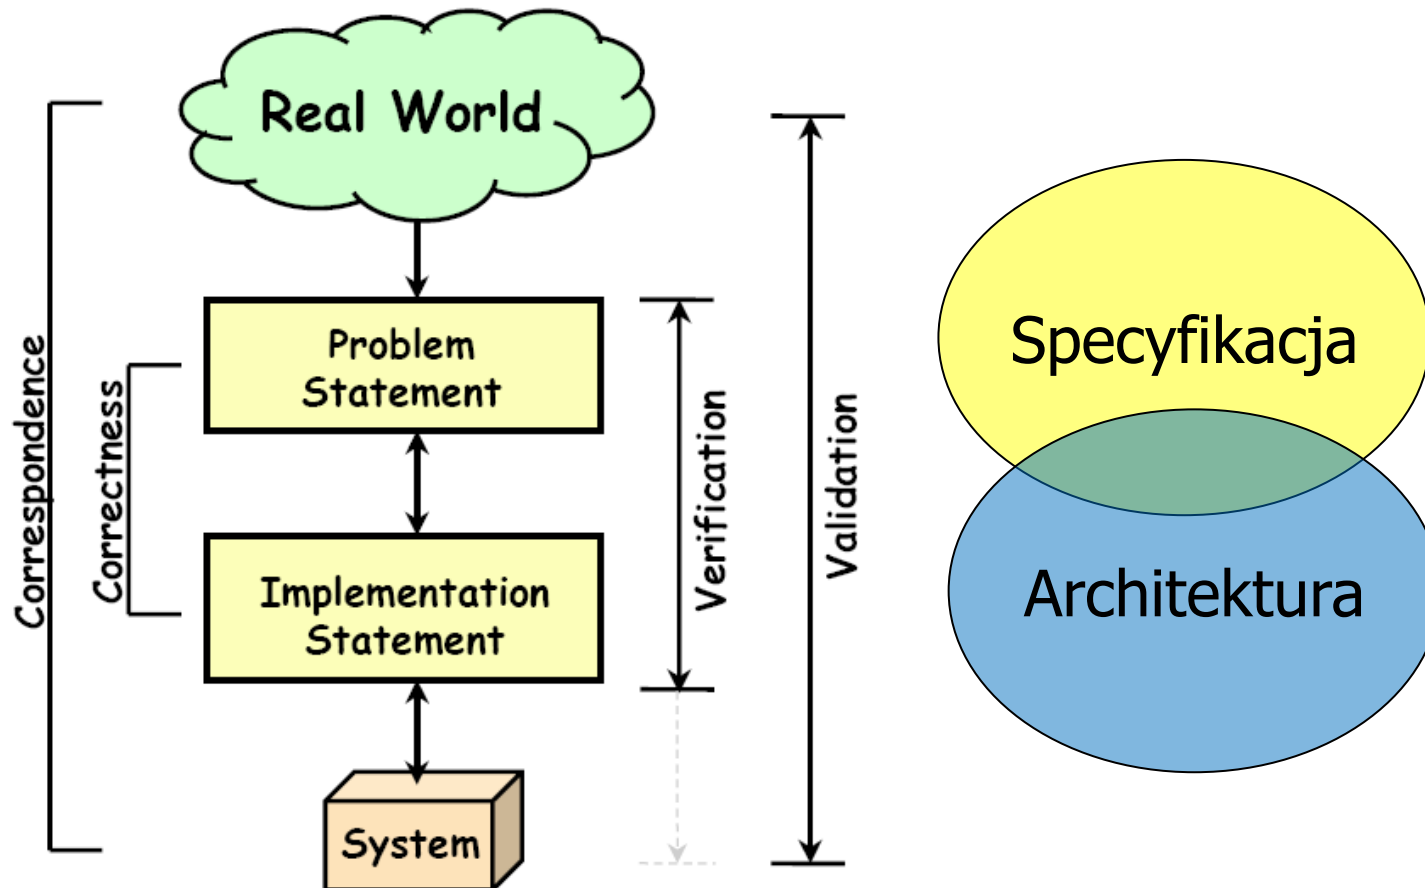 Real World
Problem
Statement
Implementation
Statement
System
Correspondence
Correctness
Verification
Validation
Specyfikacja
Architektura